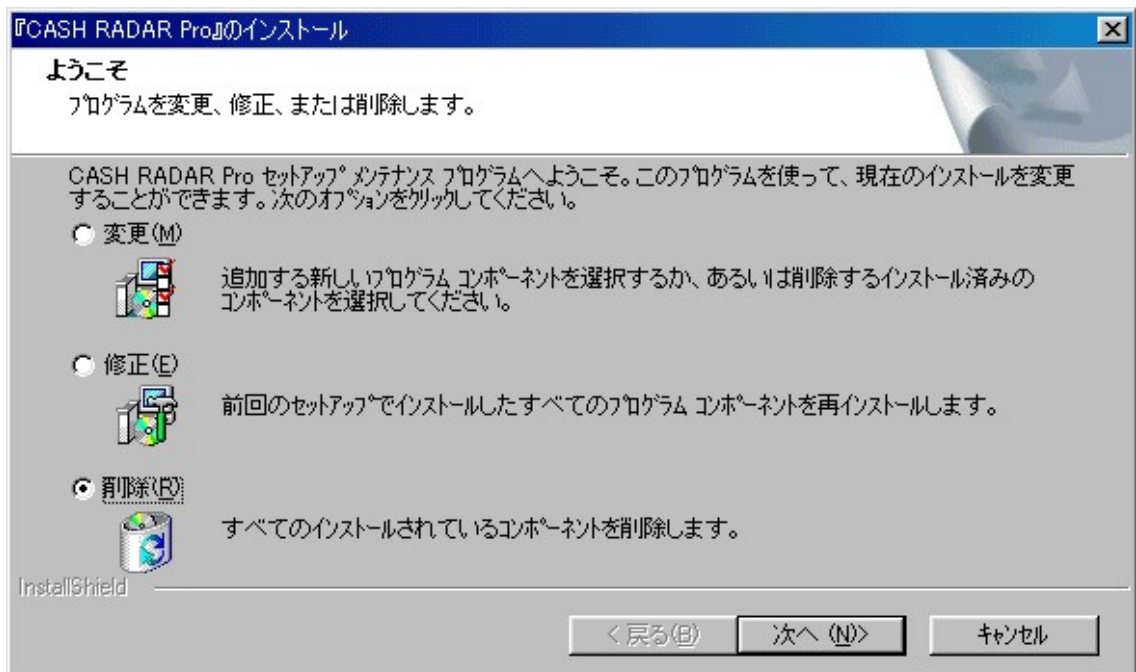 『CASH RADAR Pro』のインストール
ようこそ
プログラムを変更、修正、または削除します。
CASH RADAR Pro セットアップ メンテナンス プログラムへようこそ。このプログラムを使って、現在のインストールを変更
することができます。次のオプションをクリックしてください。
変更(M)
追加する新しいプログラム コンポーネントを選択するか、あるいは削除するインストール済みの
コンポーネントを選択してください。
修正(E)
前回のセットアップでインストールしたすべてのプログラム コンポーネントを再インストールします。
削除(R)
すべてのインストールされているコンポーネントを削除します。
InstallShield
< 戻る(B) 次へ (N)> キャンセル